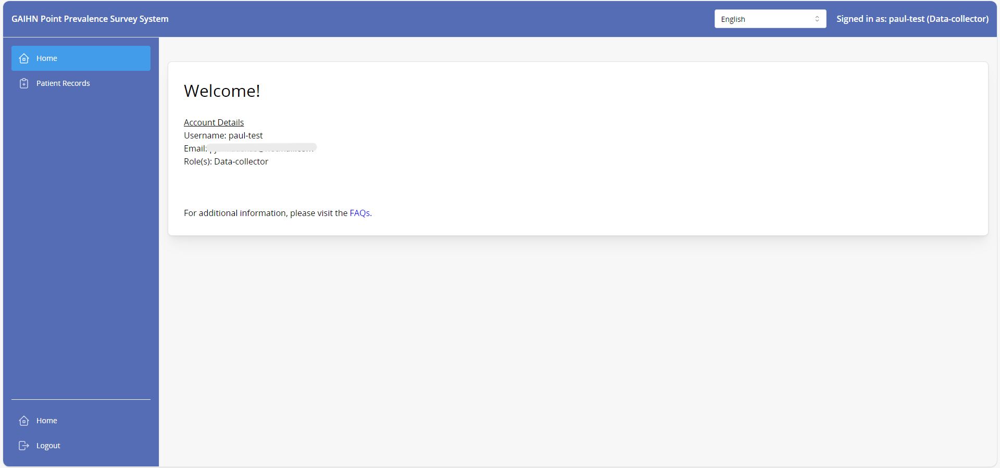 GAIHN Point Prevalence Survey System
English
Signed in as: paul-test (Data-collector)
Home
Patient Records
Welcome!
Account Details
Username: paul-test
Email:
Role(s): Data-collector
For additional information, please visit the FAQs.
Home
Logout